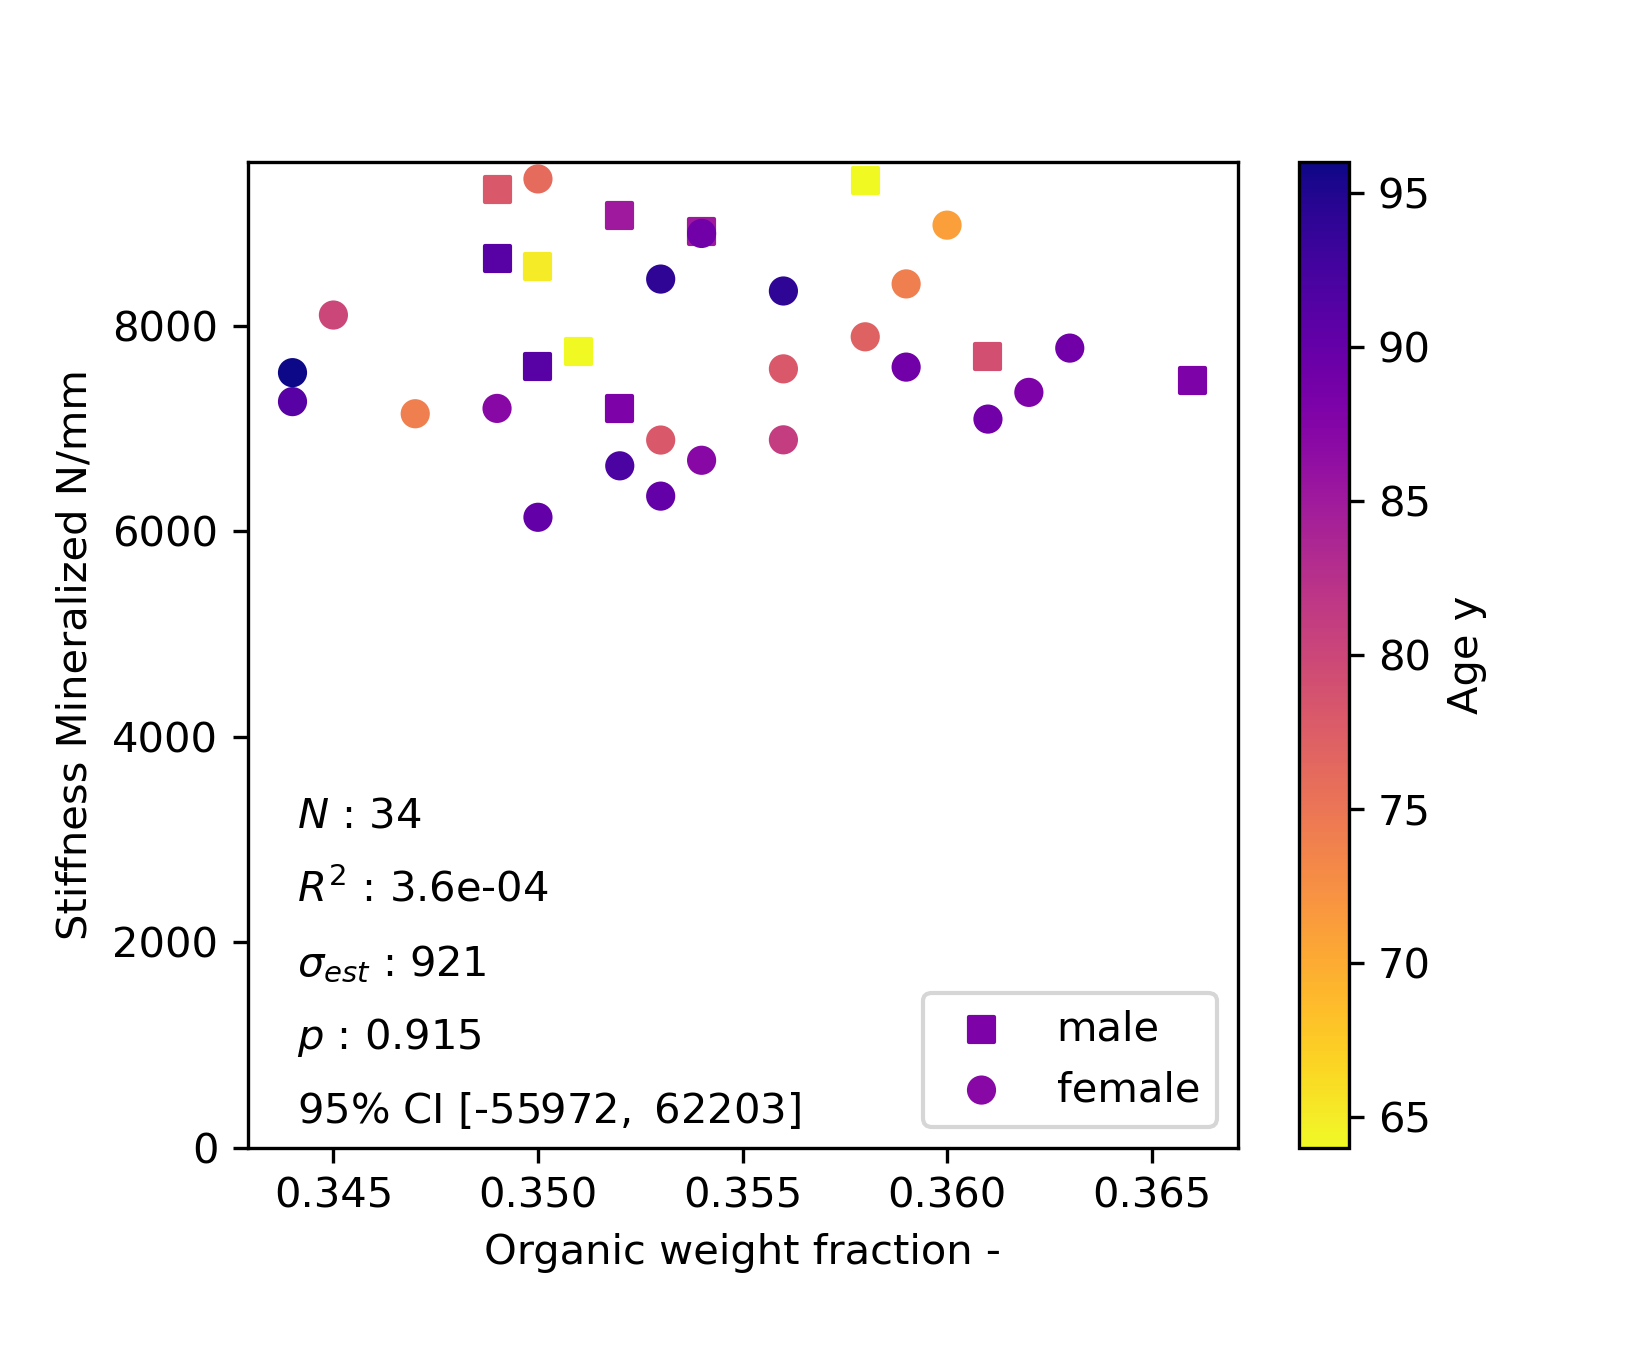 Stiffness Mineralized N/mm
8000
6000
4000
2000
0
N : 34
R² : 3.6e-04
σest : 921
p : 0.915
95% CI [-55972, 62203]
male
female
0.345 0.350 0.355 0.360 0.365
Organic weight fraction -
95
90
85
80
75
70
65
Age y